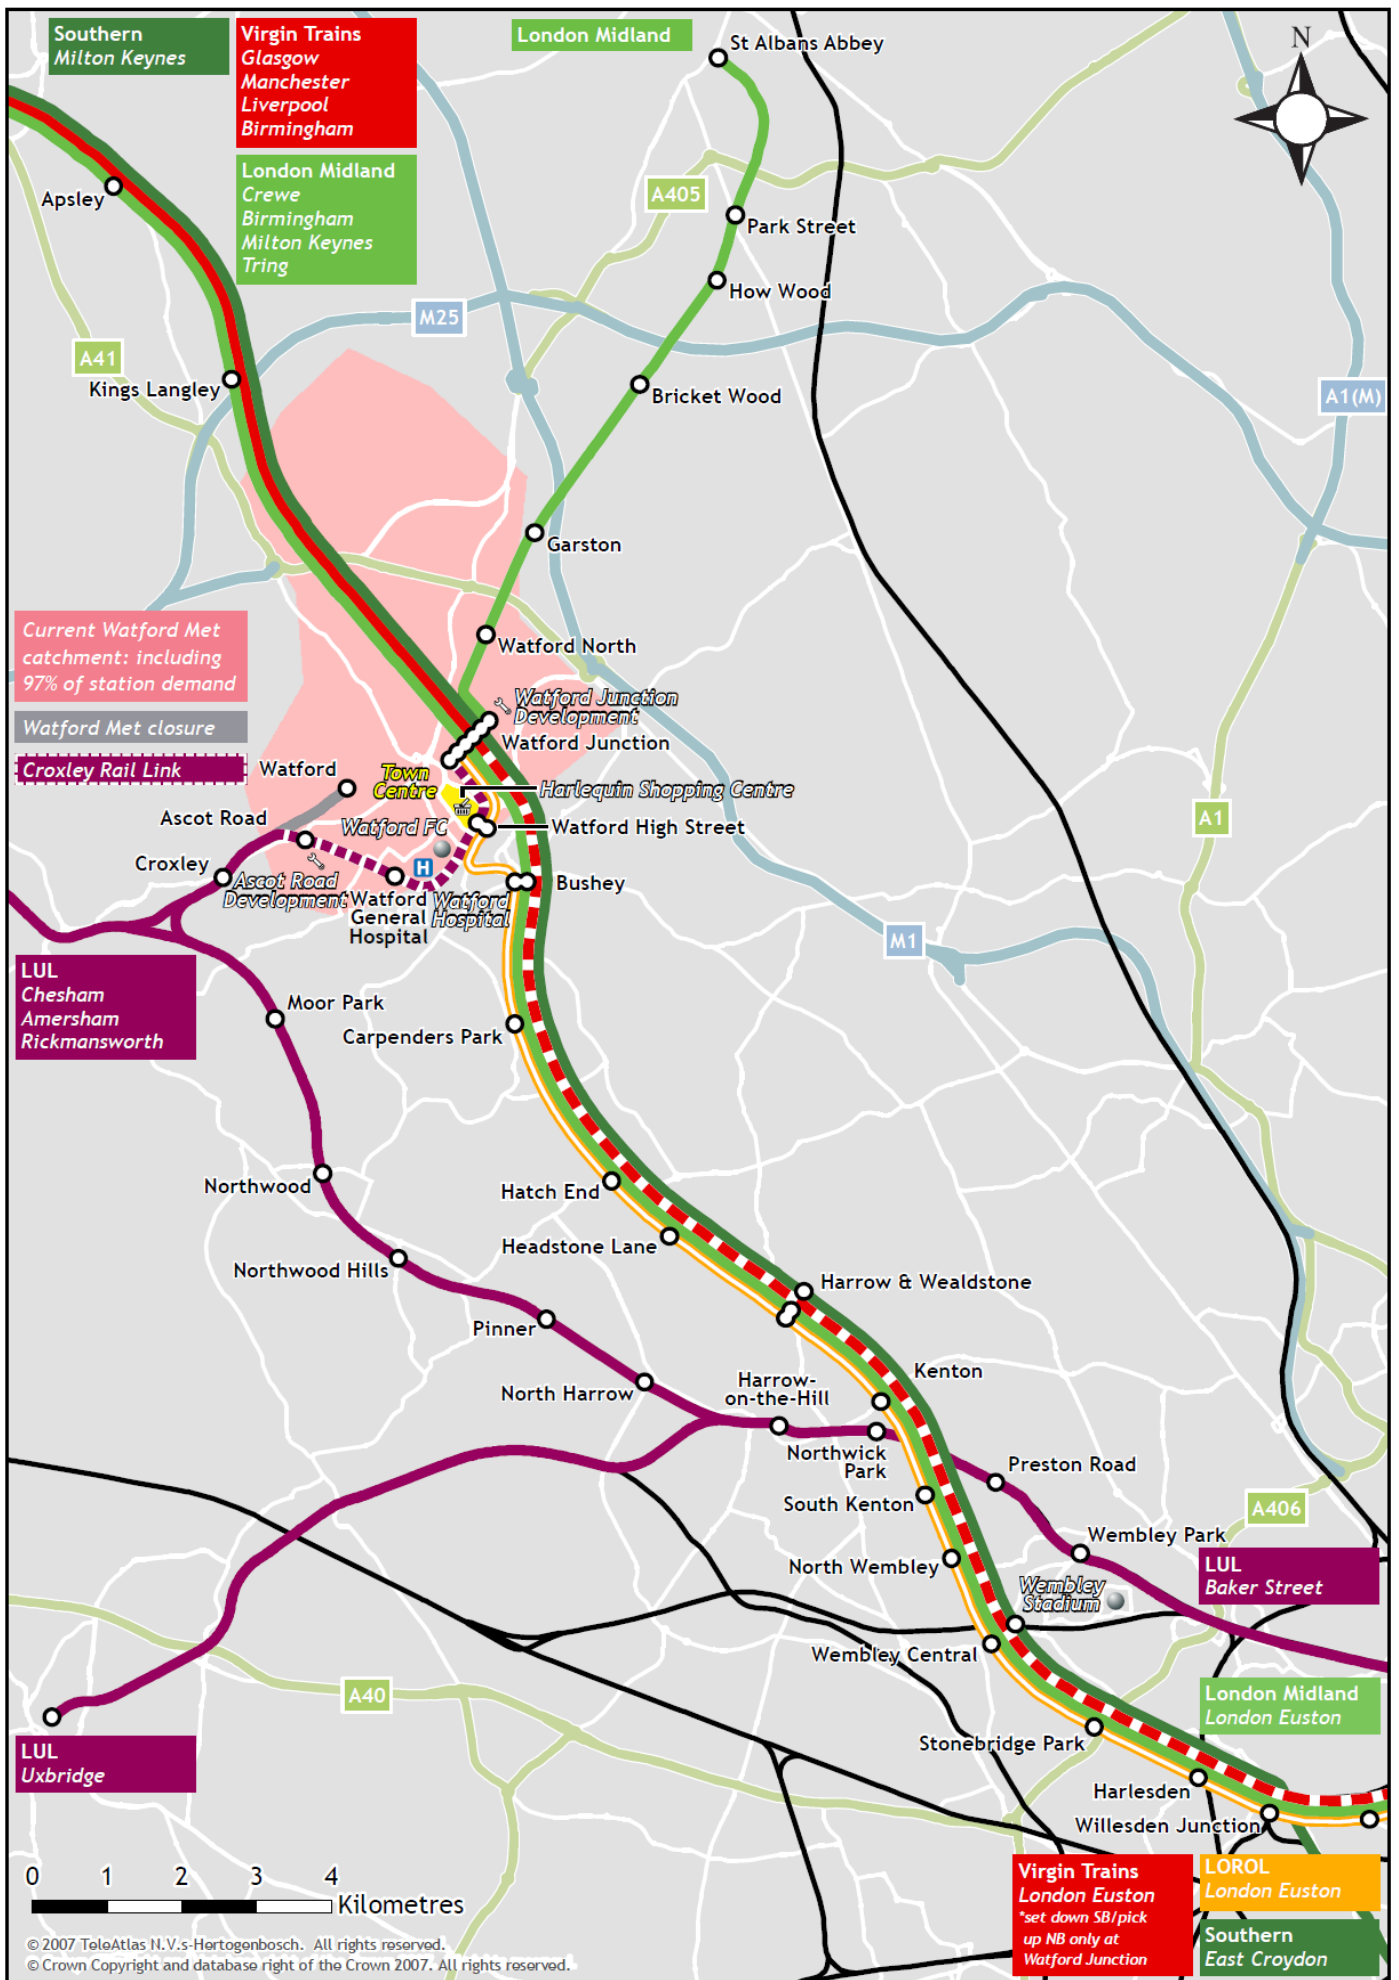 Southern
Milton Keynes
Virgin Trains
Glasgow
Manchester
Liverpool
Birmingham
London Midland
St Albans Abbey
N
London Midland
Crewe
Birmingham
Milton Keynes
Tring
Apsley
A405
Park Street
How Wood
M25
A41
Kings Langley
Bricket Wood
A1(M)
Garston
Current Watford Met
catchment: including
97% of station demand
Watford North
Watford Junction
Development
Watford Met closure
Watford Junction
Croxley Rail Link
Watford
Town
Centre
Harlequin Shopping Centre
Ascot Road
Watford FC
Watford High Street
A1
Croxley
H
Ascot Road
Development
Watford
General
Hospital
Watford
Hospital
Bushey
M1
LUL
Chesham
Amersham
Rickmansworth
Moor Park
Carpenders Park
Northwood
Hatch End
Headstone Lane
Northwood Hills
Harrow & Wealdstone
Pinner
Kenton
North Harrow
Harrow-
on-the-Hill
Northwick
Park
Preston Road
South Kenton
A406
Wembley Park
North Wembley
LUL
Baker Street
Wembley
Stadium
Wembley Central
A40
London Midland
London Euston
Stonebridge Park
LUL
Uxbridge
Harlesden
Willesden Junction
Virgin Trains
London Euston
*set down SB/pick
up NB only at
Watford Junction
LOROL
London Euston
Southern
East Croydon
0 1 2 3 4
Kilometres
© 2007 TeleAtlas N.V.s-Hertogenbosch. All rights reserved.
© Crown Copyright and database right of the Crown 2007. All rights reserved.